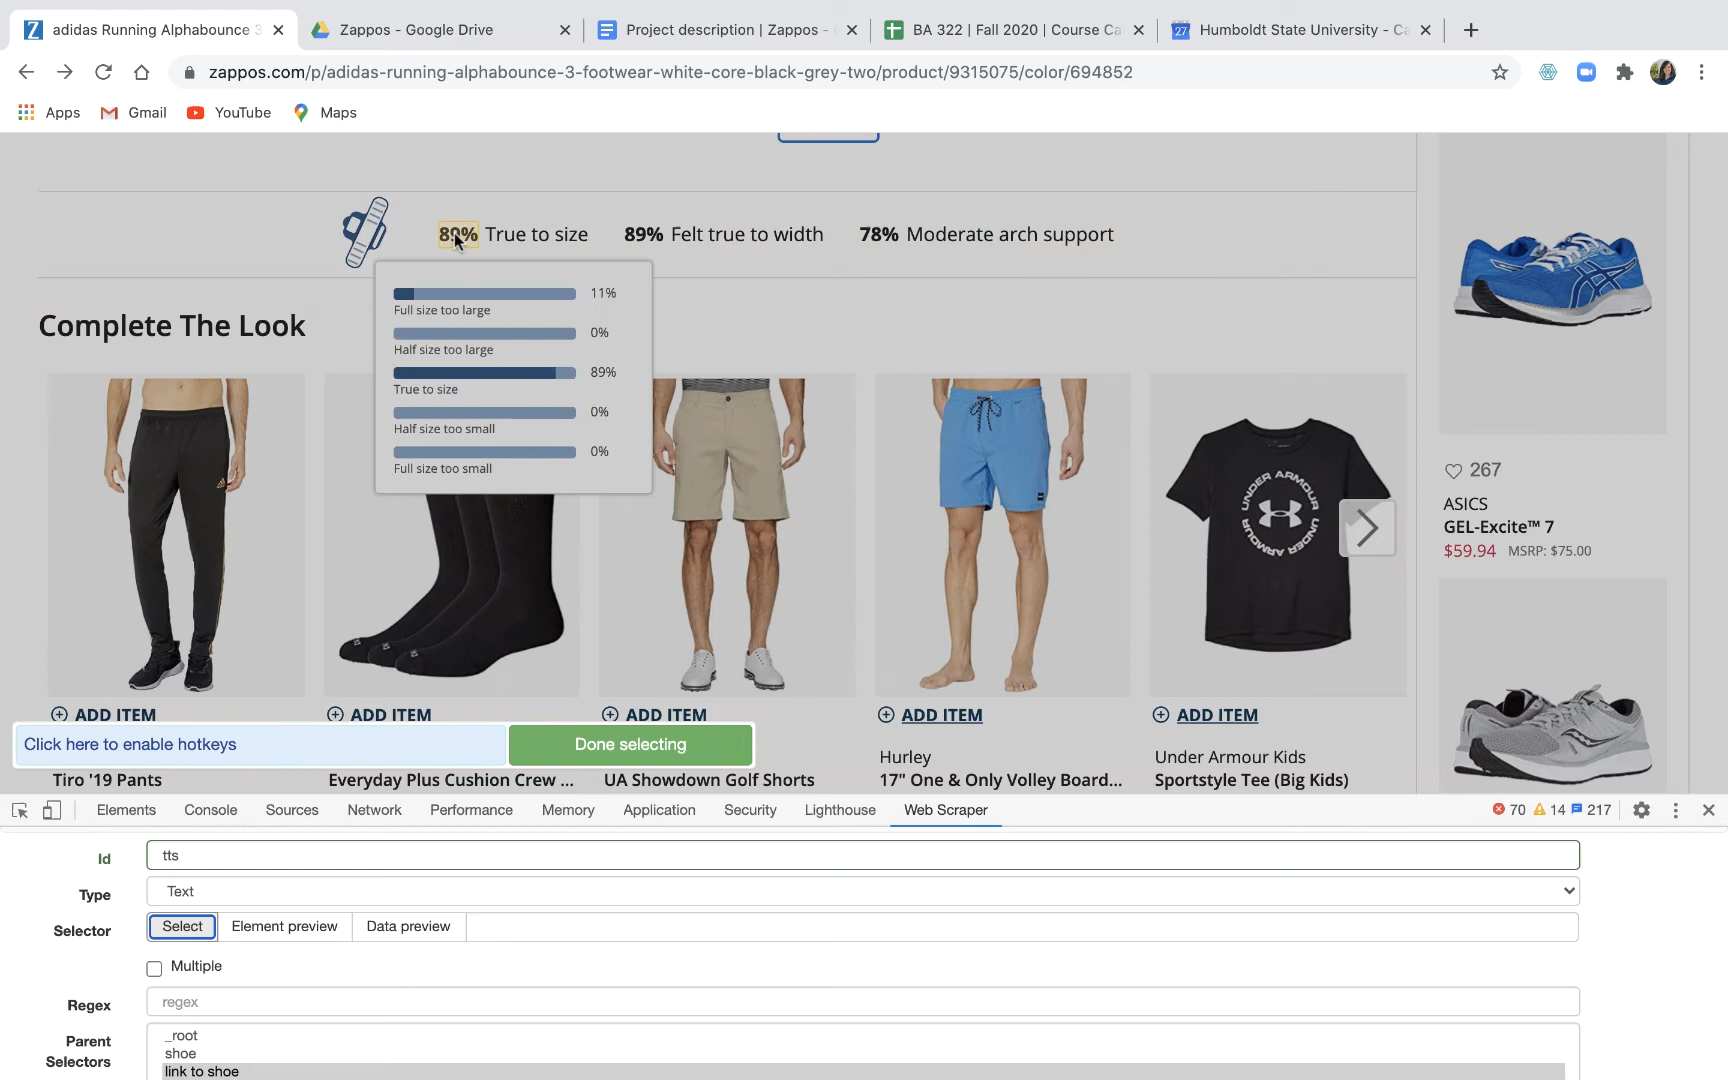 adidas Running Alphabounce 3
Zappos - Google Drive
Project description | Zappos -
BA 322 | Fall 2020 | Course Ca
27
Humboldt State University - Ca
zappos.com/p/adidas-running-alphabounce-3-footwear-white-core-black-grey-two/product/9315075/color/694852
Apps
Gmail
YouTube
Maps
89% True to size
89% Felt true to width
78% Moderate arch support
11%
Full size too large
0%
Half size too large
89%
True to size
0%
Half size too small
0%
Full size too small
Complete The Look
UNDER ARMOUR
UNDER ARMOUR
267
ASICS
GEL-Excite™ 7
$59.94 MSRP: $75.00
ADD ITEM
ADD ITEM
ADD ITEM
ADD ITEM
ADD ITEM
Click here to enable hotkeys
Done selecting
Hurley
Under Armour Kids
Tiro '19 Pants
Everyday Plus Cushion Crew ...
UA Showdown Golf Shorts
17" One & Only Volley Board...
Sportstyle Tee (Big Kids)
Elements
Console
Sources
Network
Performance
Memory
Application
Security
Lighthouse
Web Scraper
70
14
217
Id
tts
Type
Text
Selector
Select
Element preview
Data preview
Multiple
Regex
regex
Parent Selectors
_root
shoe
link to shoe